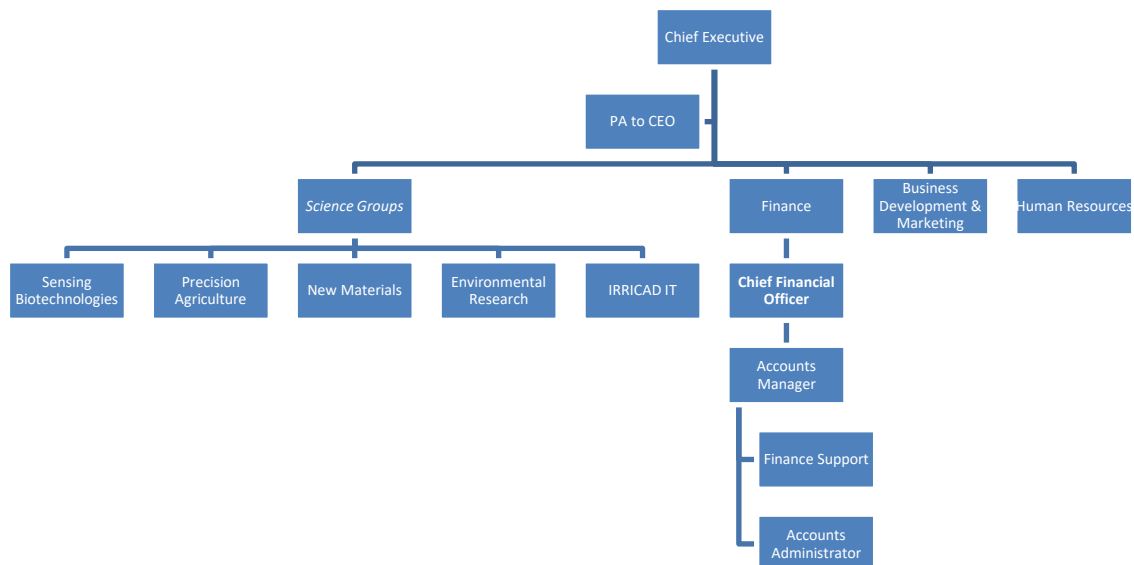 Chief Executive
PA to CEO
Science Groups
Finance
Business
Development &
Marketing
Human Resources
Sensing
Biotechnologies
Precision
Agriculture
New Materials
Environmental
Research
IRRICAD IT
Chief Financial
Officer
Accounts
Manager
Finance Support
Accounts
Administrator